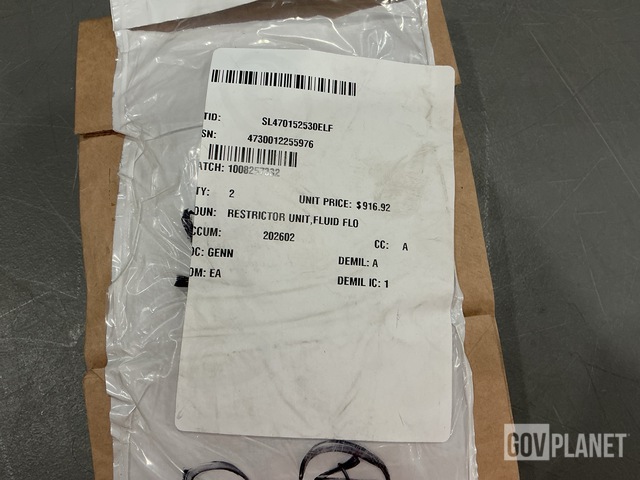 TID: SL470152530ELF
SN: 4730012255976
ATCH:
TY: 2 UNIT PRICE: $916.92
OUN: RESTRICTOR UNIT,FLUID FLO
CCUM: 202602 CC: A
OC: GENN DEMIL: A
OM: EA DEMIL IC: 1
GOVPLANET